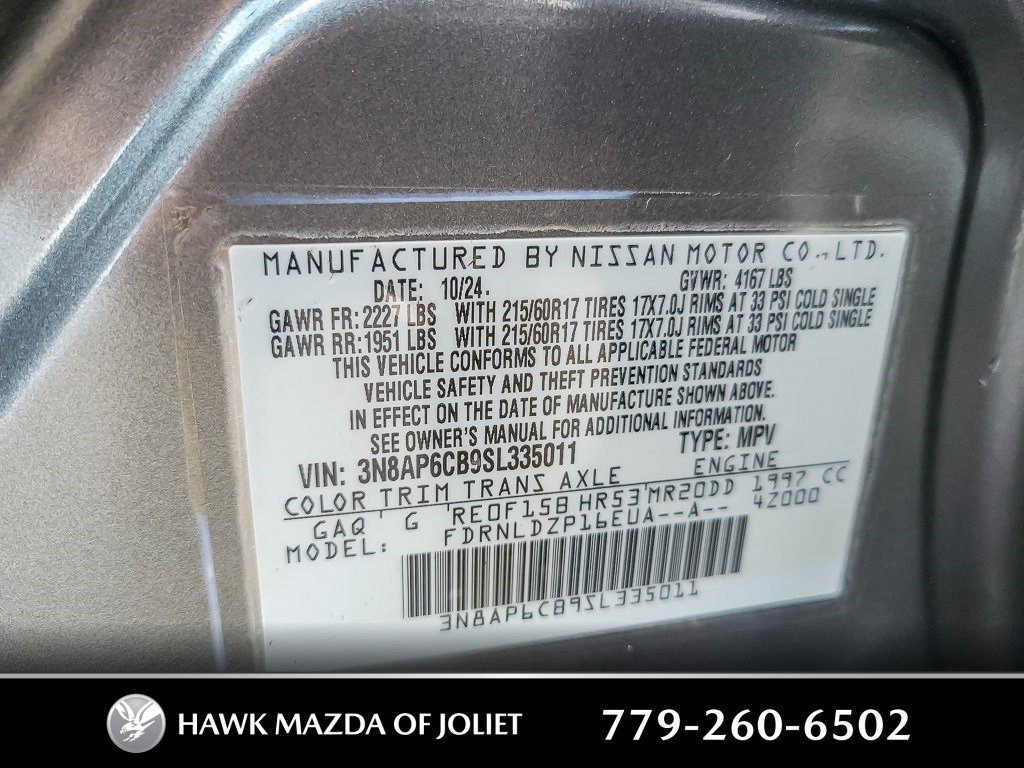 MANUFACTURED BY NISSAN MOTOR CO., LTD.
DATE: 10/24. GVWR: 4167 LBS
GAWR FR: 2227 LBS WITH 215/60R17 TIRES 17X7.0J RIMS AT 33 PSI COLD SINGLE
GAWR RR: 1951 LBS WITH 215/60R17 TIRES 17X7.0J RIMS AT 33 PSI COLD SINGLE
THIS VEHICLE CONFORMS TO ALL APPLICABLE FEDERAL MOTOR
VEHICLE SAFETY AND THEFT PREVENTION STANDARDS
IN EFFECT ON THE DATE OF MANUFACTURE SHOWN ABOVE.
SEE OWNER'S MANUAL FOR ADDITIONAL INFORMATION.
VIN: 3N8AP6CB9SL335011 TYPE: MPV
COLOR TRIM TRANS AXLE ENGINE
GAQ G RE0F15B HR53 MR20DD 1997 CC
MODEL: FDRNLDZP16EUA--A-- 4Z000
3N8AP6CB9SL335011
HAWK MAZDA OF JOLIET 779-260-6502